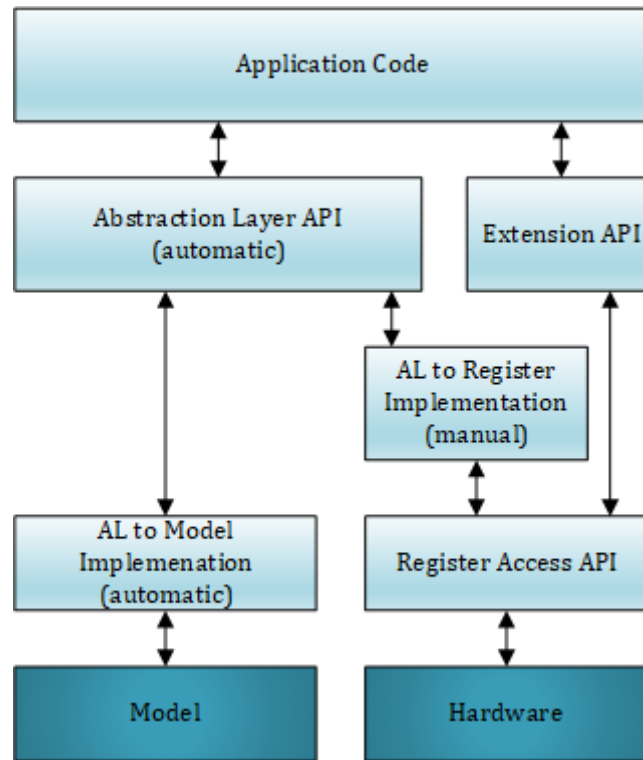 Application Code
Abstraction Layer API
(automatic)
Extension API
AL to Register
Implementation
(manual)
AL to Model
Implemenation
(automatic)
Register Access API
Model
Hardware